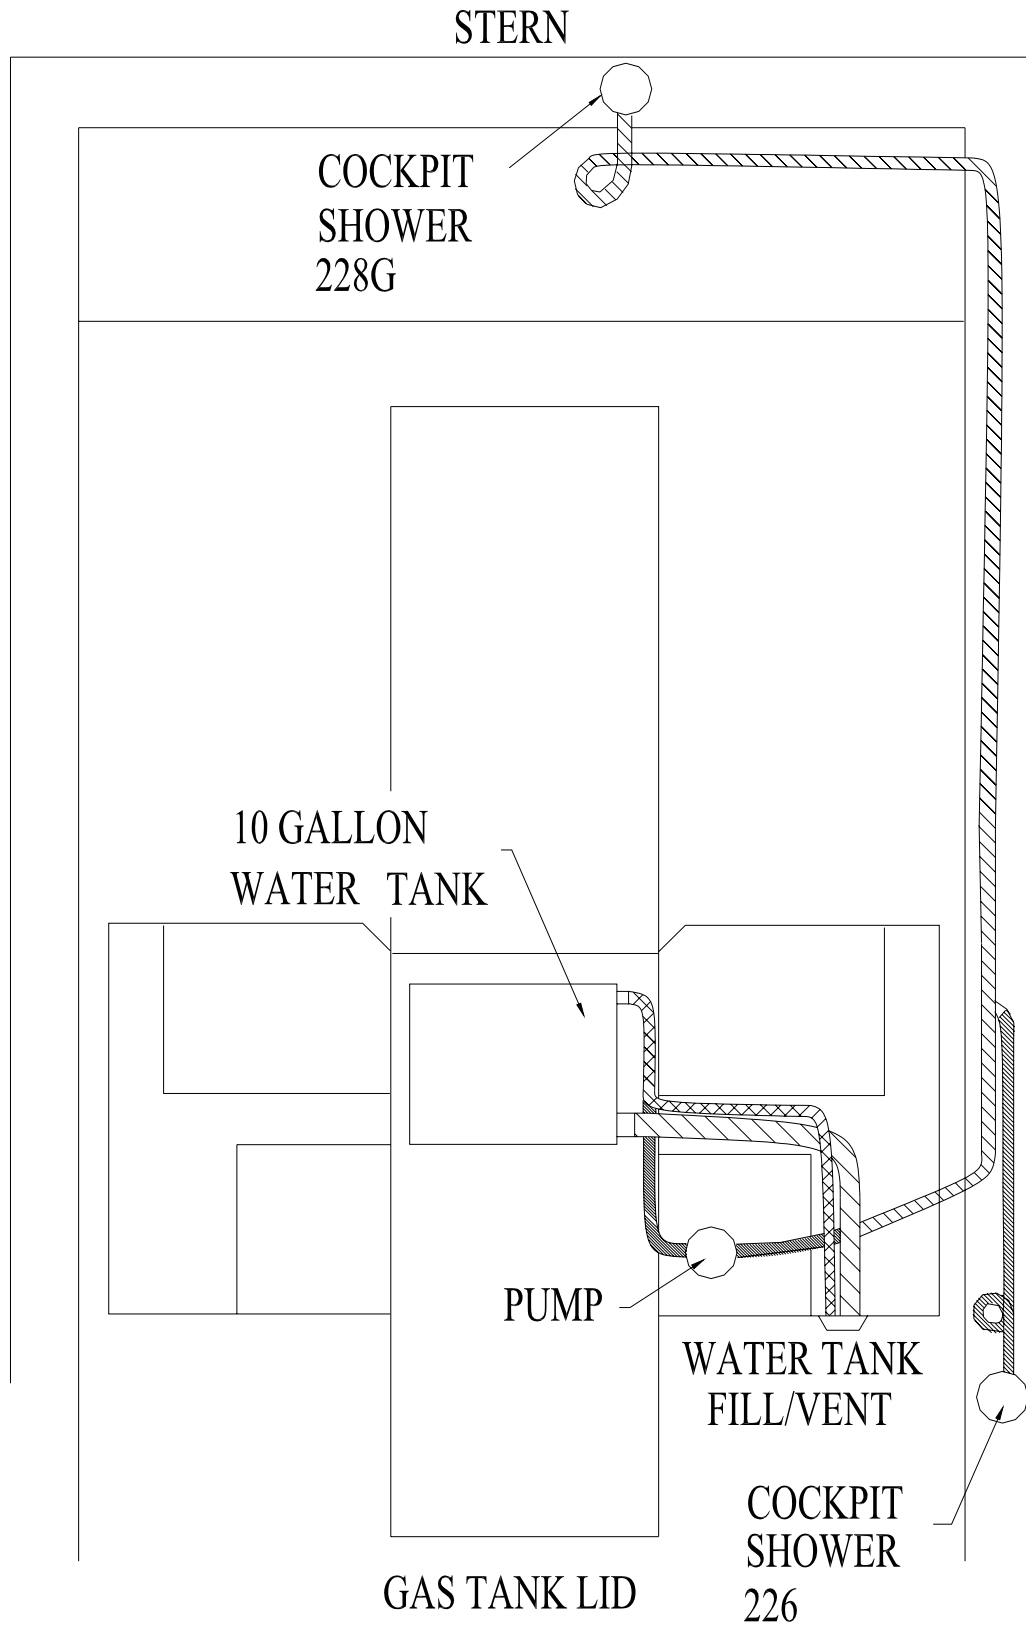 STERN
COCKPIT
SHOWER
228G
10 GALLON
WATER TANK
PUMP
WATER TANK
FILL/VENT
COCKPIT
SHOWER
226
GAS TANK LID